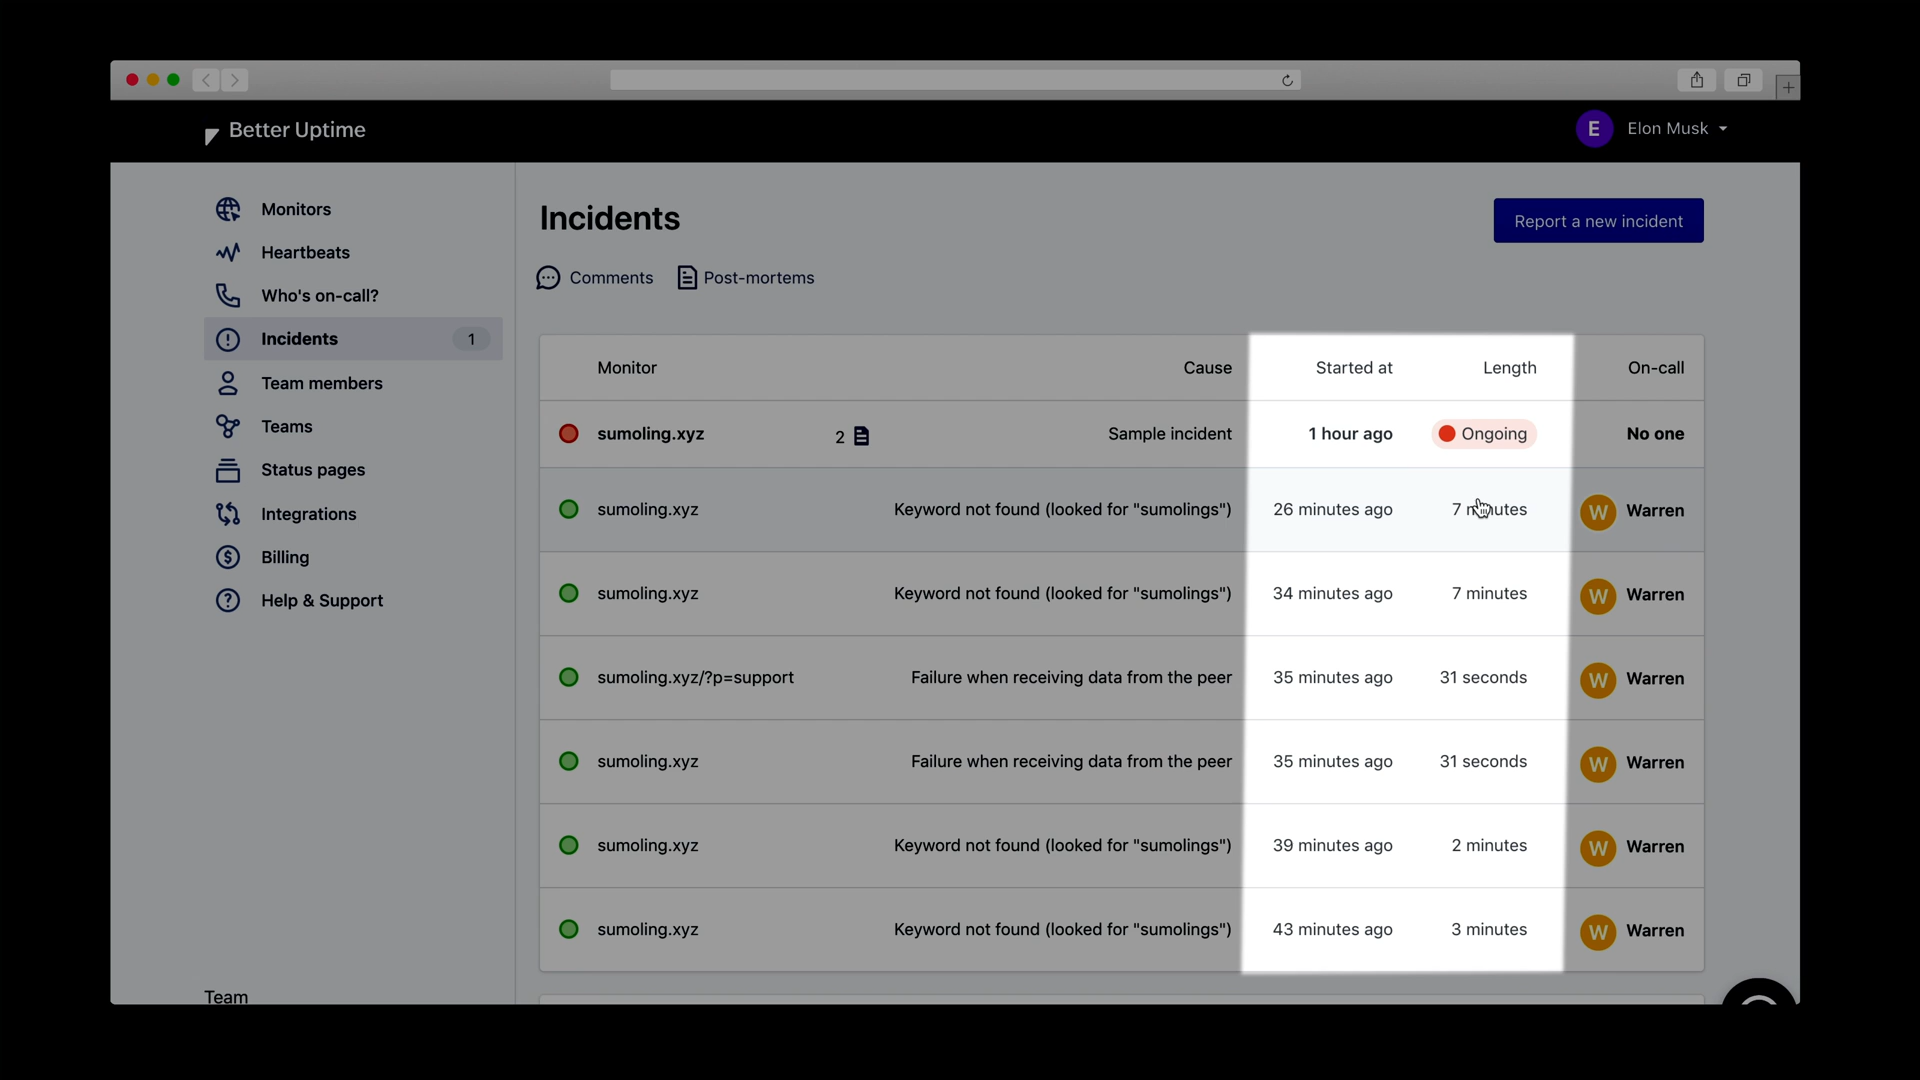 Better Uptime
E Elon Musk
Monitors
Heartbeats
Who's on-call?
Incidents 1
Team members
Teams
Status pages
Integrations
Billing
Help & Support
Team
Incidents
Report a new incident
Comments Post-mortems
Monitor Cause Started at Length On-call
sumoling.xyz 2 Sample incident 1 hour ago Ongoing No one
sumoling.xyz Keyword not found (looked for "sumolings") 26 minutes ago 7 minutes W Warren
sumoling.xyz Keyword not found (looked for "sumolings") 34 minutes ago 7 minutes W Warren
sumoling.xyz/?p=support Failure when receiving data from the peer 35 minutes ago 31 seconds W Warren
sumoling.xyz Failure when receiving data from the peer 35 minutes ago 31 seconds W Warren
sumoling.xyz Keyword not found (looked for "sumolings") 39 minutes ago 2 minutes W Warren
sumoling.xyz Keyword not found (looked for "sumolings") 43 minutes ago 3 minutes W Warren